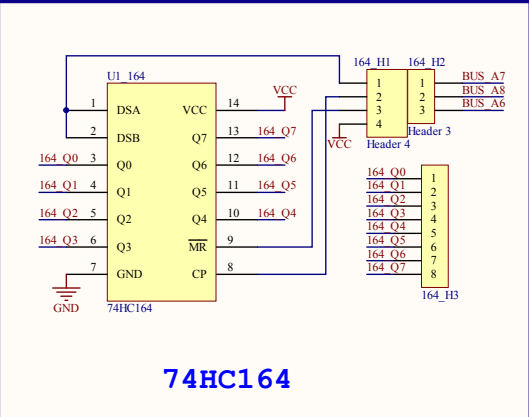 164_H1 164_H2
U1_164
1 DSA VCC 14 VCC
2 DSB Q7 13 164_Q7
164_Q0 3 Q0 Q6 12 164_Q6
164_Q1 4 Q1 Q5 11 164_Q5
164_Q2 5 Q2 Q4 10 164_Q4
164_Q3 6 Q3 MR 9
7 GND CP 8
GND
74HC164
1 1 BUS_A7
2 2 BUS_A8
3 3 BUS_A6
4
VCC
Header 3
Header 4
164_Q0 1
164_Q1 2
164_Q2 3
164_Q3 4
164_Q4 5
164_Q5 6
164_Q6 7
164_Q7 8
164_H3
74HC164